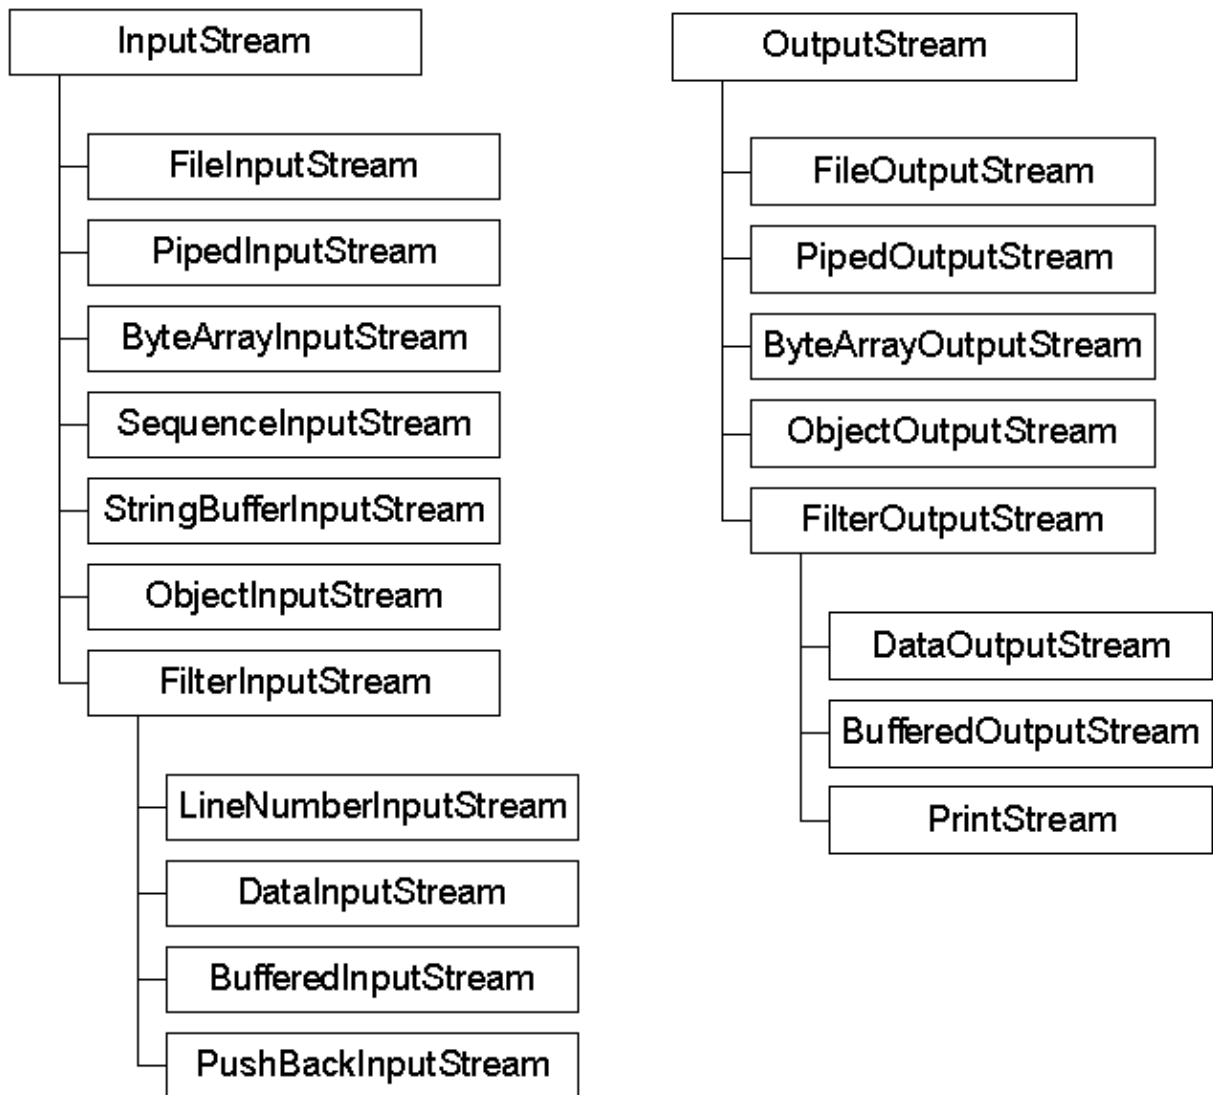 InputStream
FileInputStream
PipedInputStream
ByteArrayInputStream
SequenceInputStream
StringBufferInputStream
ObjectInputStream
FilterInputStream
LineNumberInputStream
DataInputStream
BufferedInputStream
PushBackInputStream
OutputStream
FileOutputStream
PipedOutputStream
ByteArrayOutputStream
ObjectOutputStream
FilterOutputStream
DataOutputStream
BufferedOutputStream
PrintStream